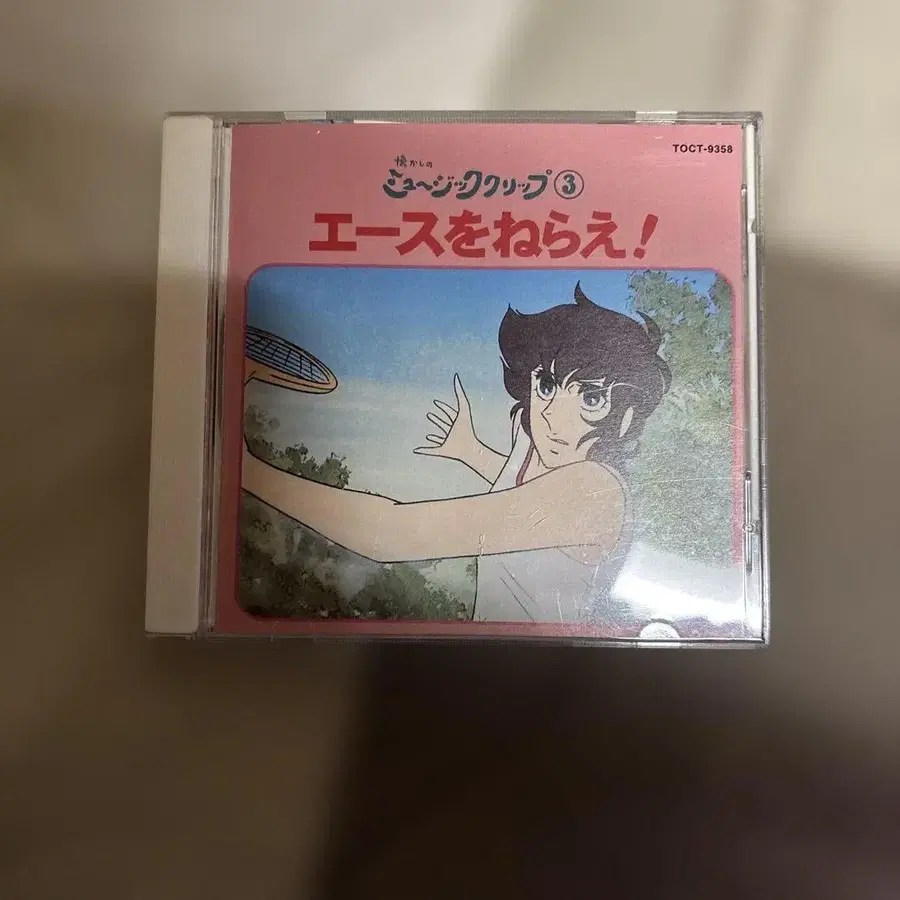 TOCT-9358
懐かしの
ミュージッククリップ③
エースをねらえ!